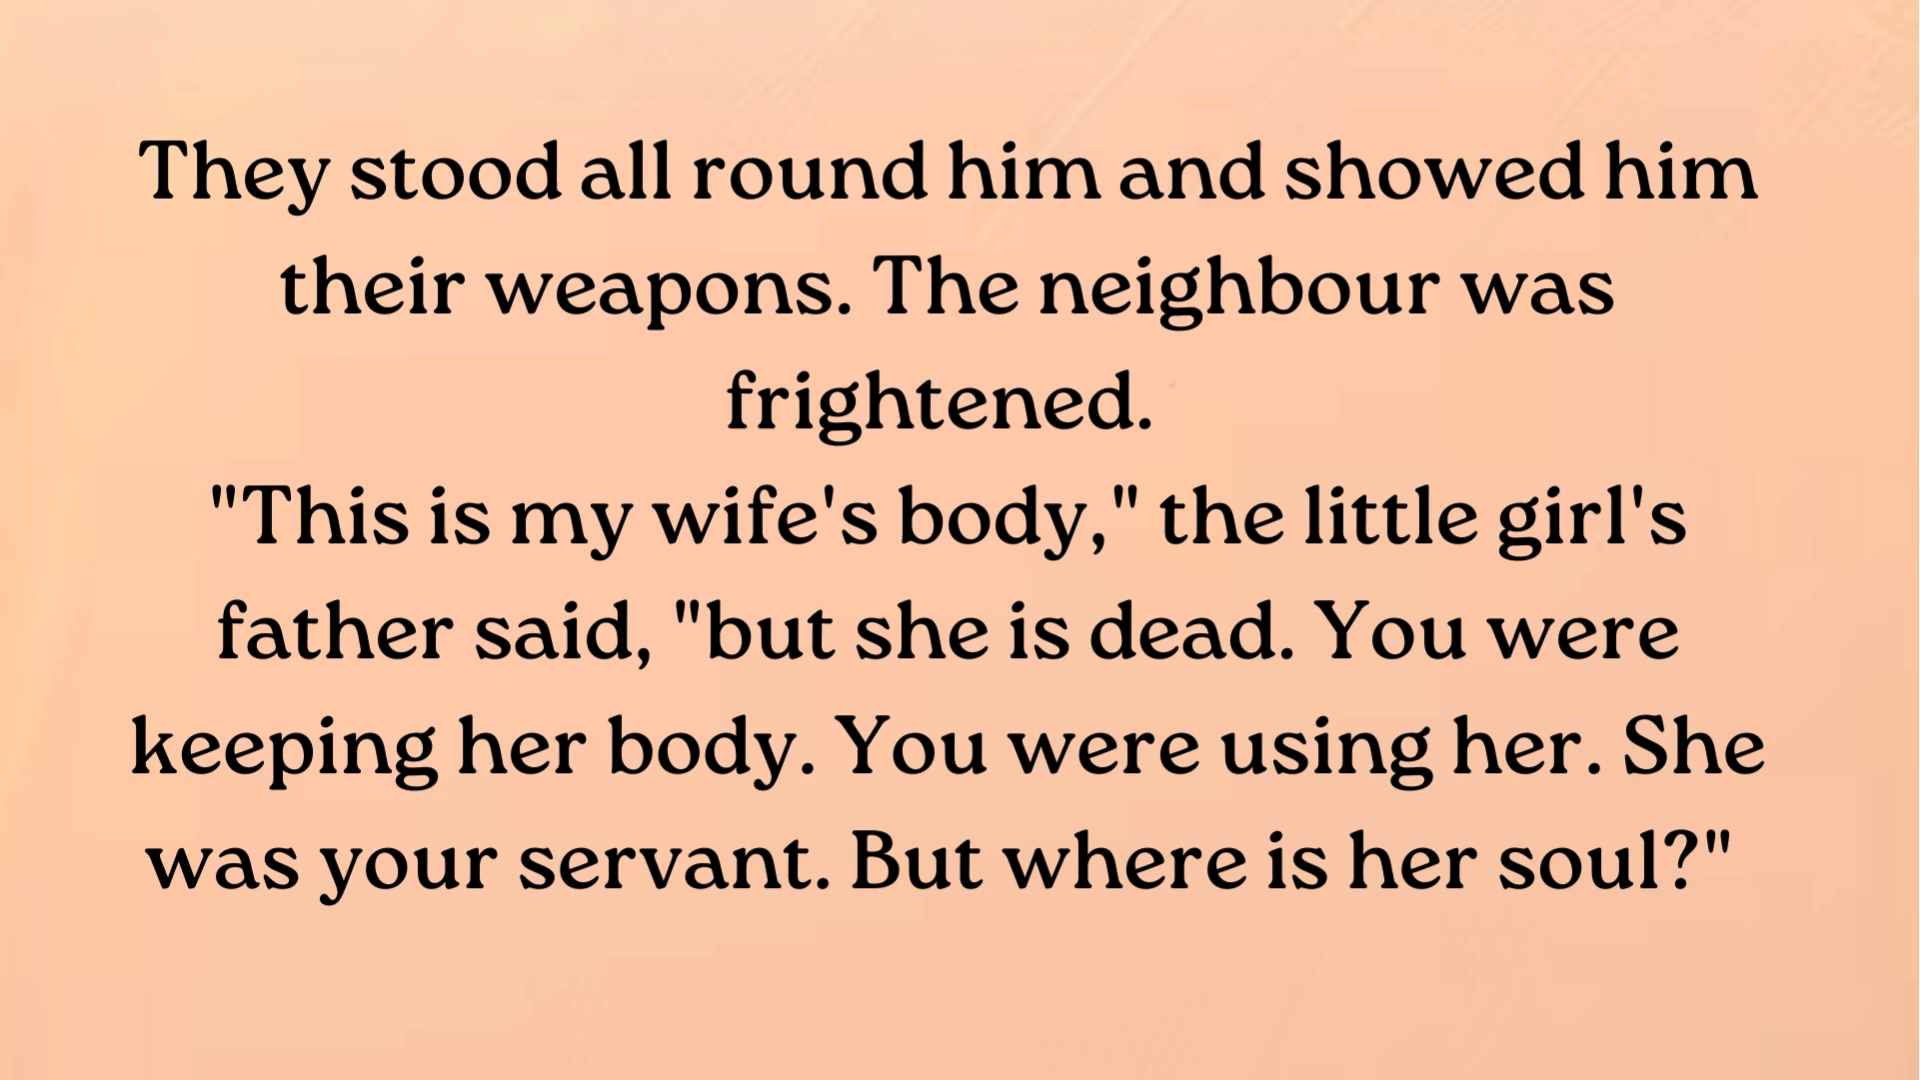 They stood all round him and showed him
their weapons. The neighbour was
frightened.
"This is my wife's body," the little girl's
father said, "but she is dead. You were
keeping her body. You were using her. She
was your servant. But where is her soul?"